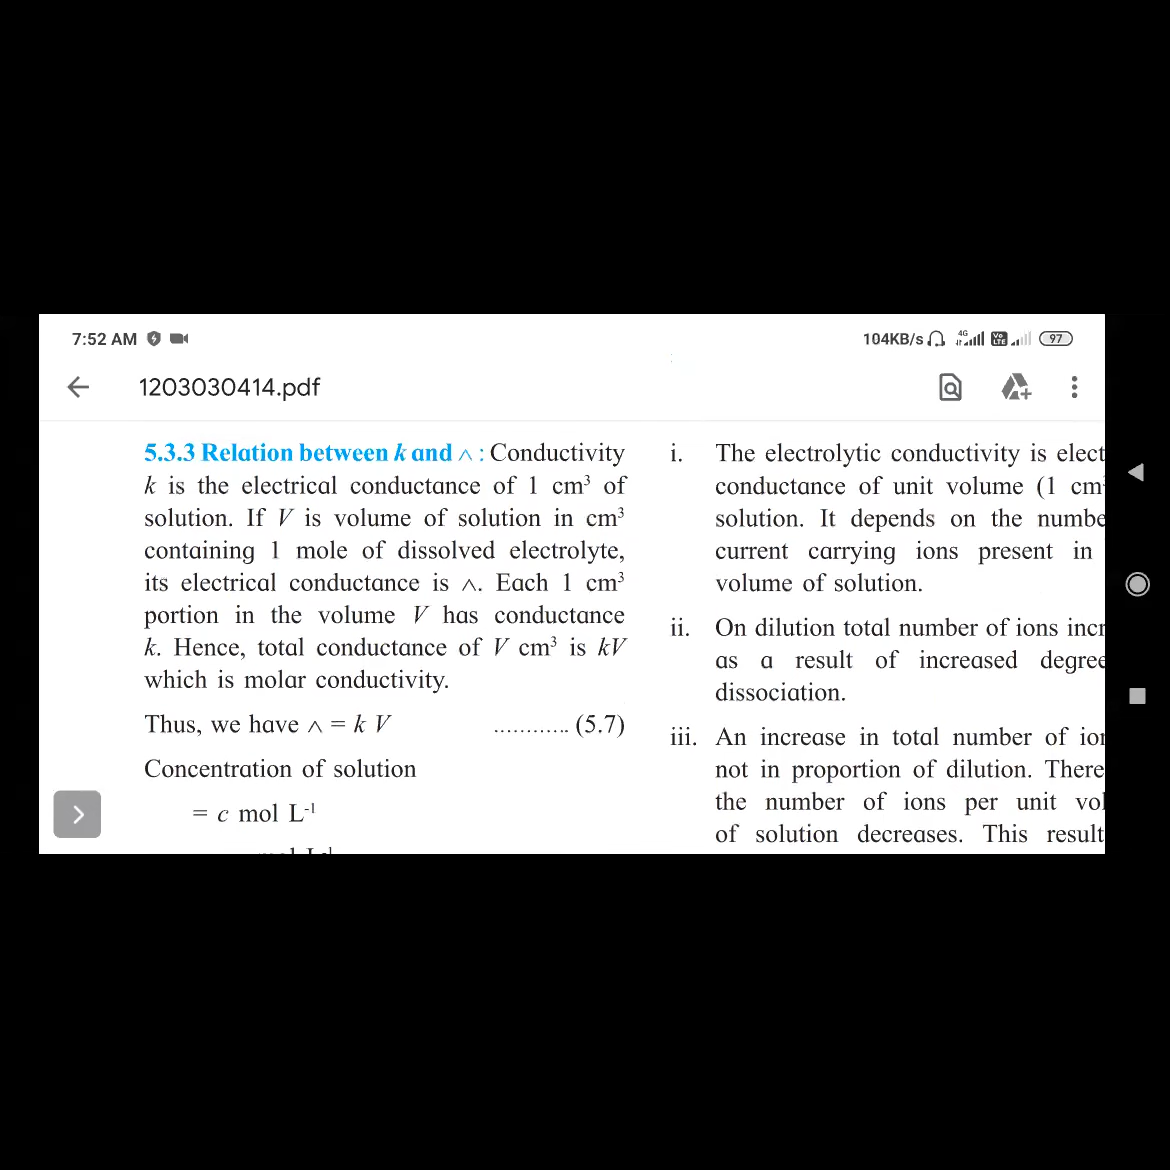 7:52 AM
104KB/s
4G
Vo LTE
97
1203030414.pdf
5.3.3 Relation between k and ∧ : Conductivity
k is the electrical conductance of 1 cm³ of
solution. If V is volume of solution in cm³
containing 1 mole of dissolved electrolyte,
its electrical conductance is ∧. Each 1 cm³
portion in the volume V has conductance
k. Hence, total conductance of V cm³ is kV
which is molar conductivity.
Thus, we have ∧ = k V ............ (5.7)
Concentration of solution
= c mol L⁻¹
i. The electrolytic conductivity is elect
conductance of unit volume (1 cm³
solution. It depends on the numbe
current carrying ions present in
volume of solution.
ii. On dilution total number of ions incr
as a result of increased degree
dissociation.
iii. An increase in total number of ion
not in proportion of dilution. There
the number of ions per unit vol
of solution decreases. This result